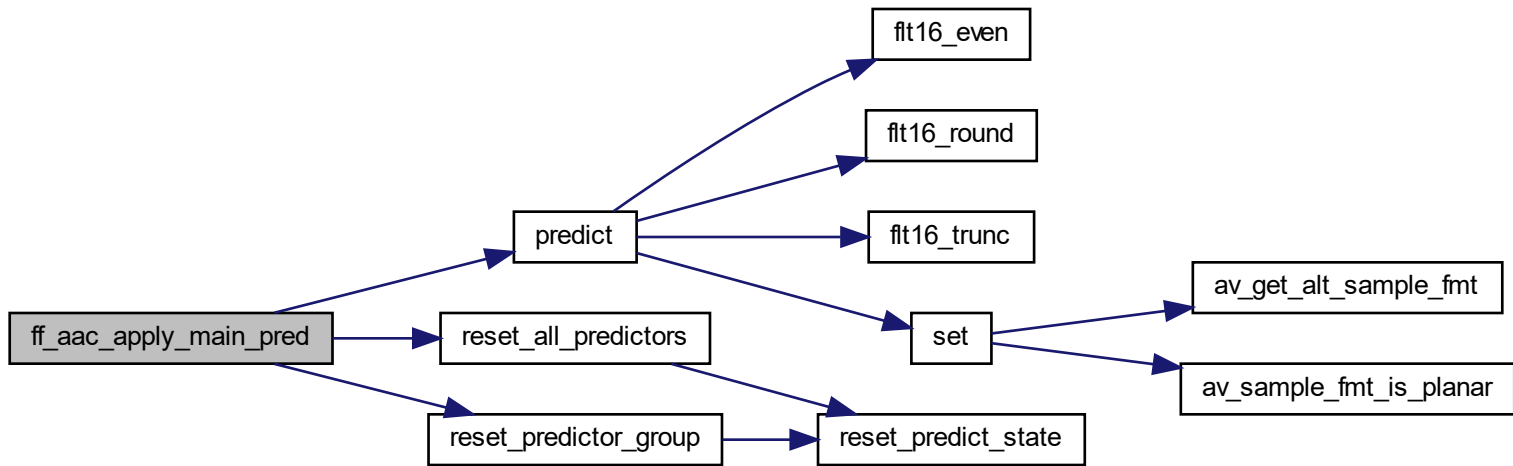 flt16_even
flt16_round
predict
flt16_trunc
av_get_alt_sample_fmt
ff_aac_apply_main_pred
reset_all_predictors
set
av_sample_fmt_is_planar
reset_predictor_group
reset_predict_state